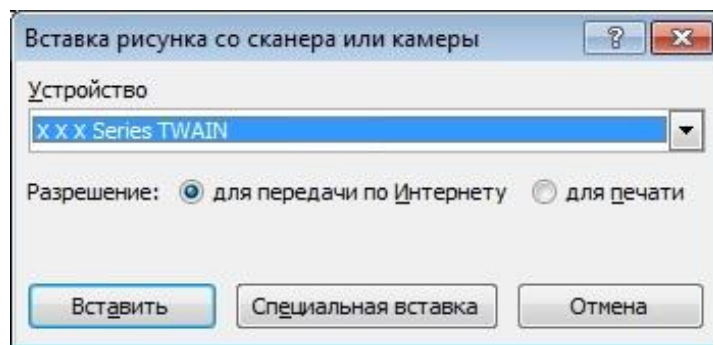 Вставка рисунка со сканера или камеры
Устройство
X X X Series TWAIN
Разрешение: для передачи по Интернету для печати
Вставить Специальная вставка Отмена